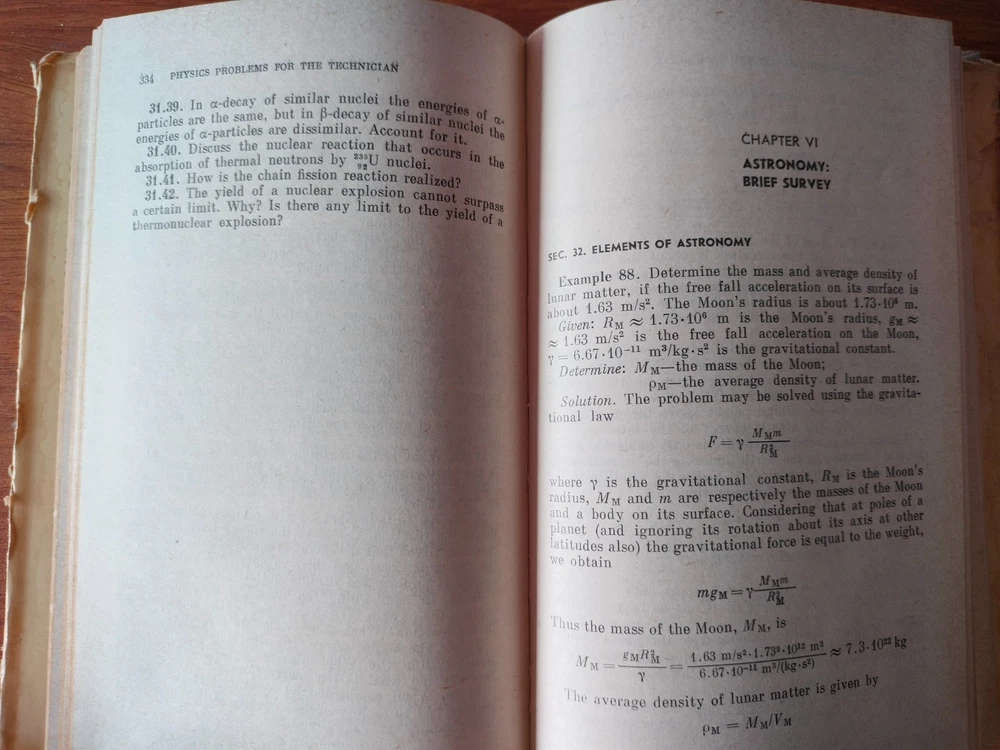 334 PHYSICS PROBLEMS FOR THE TECHNICIAN
31.39. In α-decay of similar nuclei the energies of α-
particles are the same, but in β-decay of similar nuclei the
energies of α-particles are dissimilar. Account for it.
31.40. Discuss the nuclear reaction that occurs in the
absorption of thermal neutrons by ²³⁵₉₂U nuclei.
31.41. How is the chain fission reaction realized?
31.42. The yield of a nuclear explosion cannot surpass
a certain limit. Why? Is there any limit to the yield of a
thermonuclear explosion?
CHAPTER VI
ASTRONOMY:
BRIEF SURVEY
SEC. 32. ELEMENTS OF ASTRONOMY
Example 88. Determine the mass and average density of
lunar matter, if the free fall acceleration on its surface is
about 1.63 m/s². The Moon's radius is about 1.73·10⁶ m.
Given: R_M ≈ 1.73·10⁶ m is the Moon's radius, g_M ≈
≈ 1.63 m/s² is the free fall acceleration on the Moon,
γ = 6.67·10⁻¹¹ m³/kg·s² is the gravitational constant.
Determine: M_M—the mass of the Moon;
ρ_M—the average density of lunar matter.
Solution. The problem may be solved using the gravita-
tional law
F = γ M_M m / R²_M
where γ is the gravitational constant, R_M is the Moon's
radius, M_M and m are respectively the masses of the Moon
and a body on its surface. Considering that at poles of a
planet (and ignoring its rotation about its axis at other
latitudes also) the gravitational force is equal to the weight,
we obtain
mg_M = γ M_M m / R²_M
Thus the mass of the Moon, M_M, is
M_M = g_M R²_M / γ = 1.63 m/s²·1.73²·10¹² m² / 6.67·10⁻¹¹ m³/(kg·s²) ≈ 7.3·10²² kg
The average density of lunar matter is given by
ρ_M = M_M/V_M